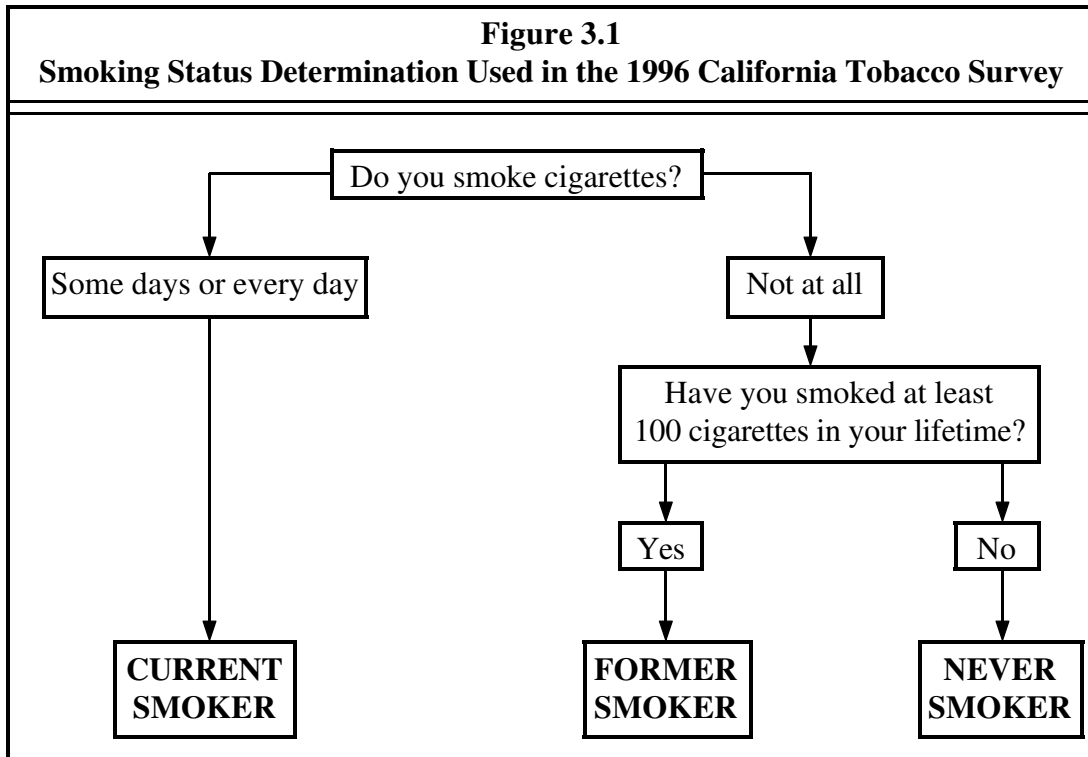 Figure 3.1
Smoking Status Determination Used in the 1996 California Tobacco Survey
Do you smoke cigarettes?
Some days or every day
Not at all
Have you smoked at least
100 cigarettes in your lifetime?
Yes
No
CURRENT
SMOKER
FORMER
SMOKER
NEVER
SMOKER